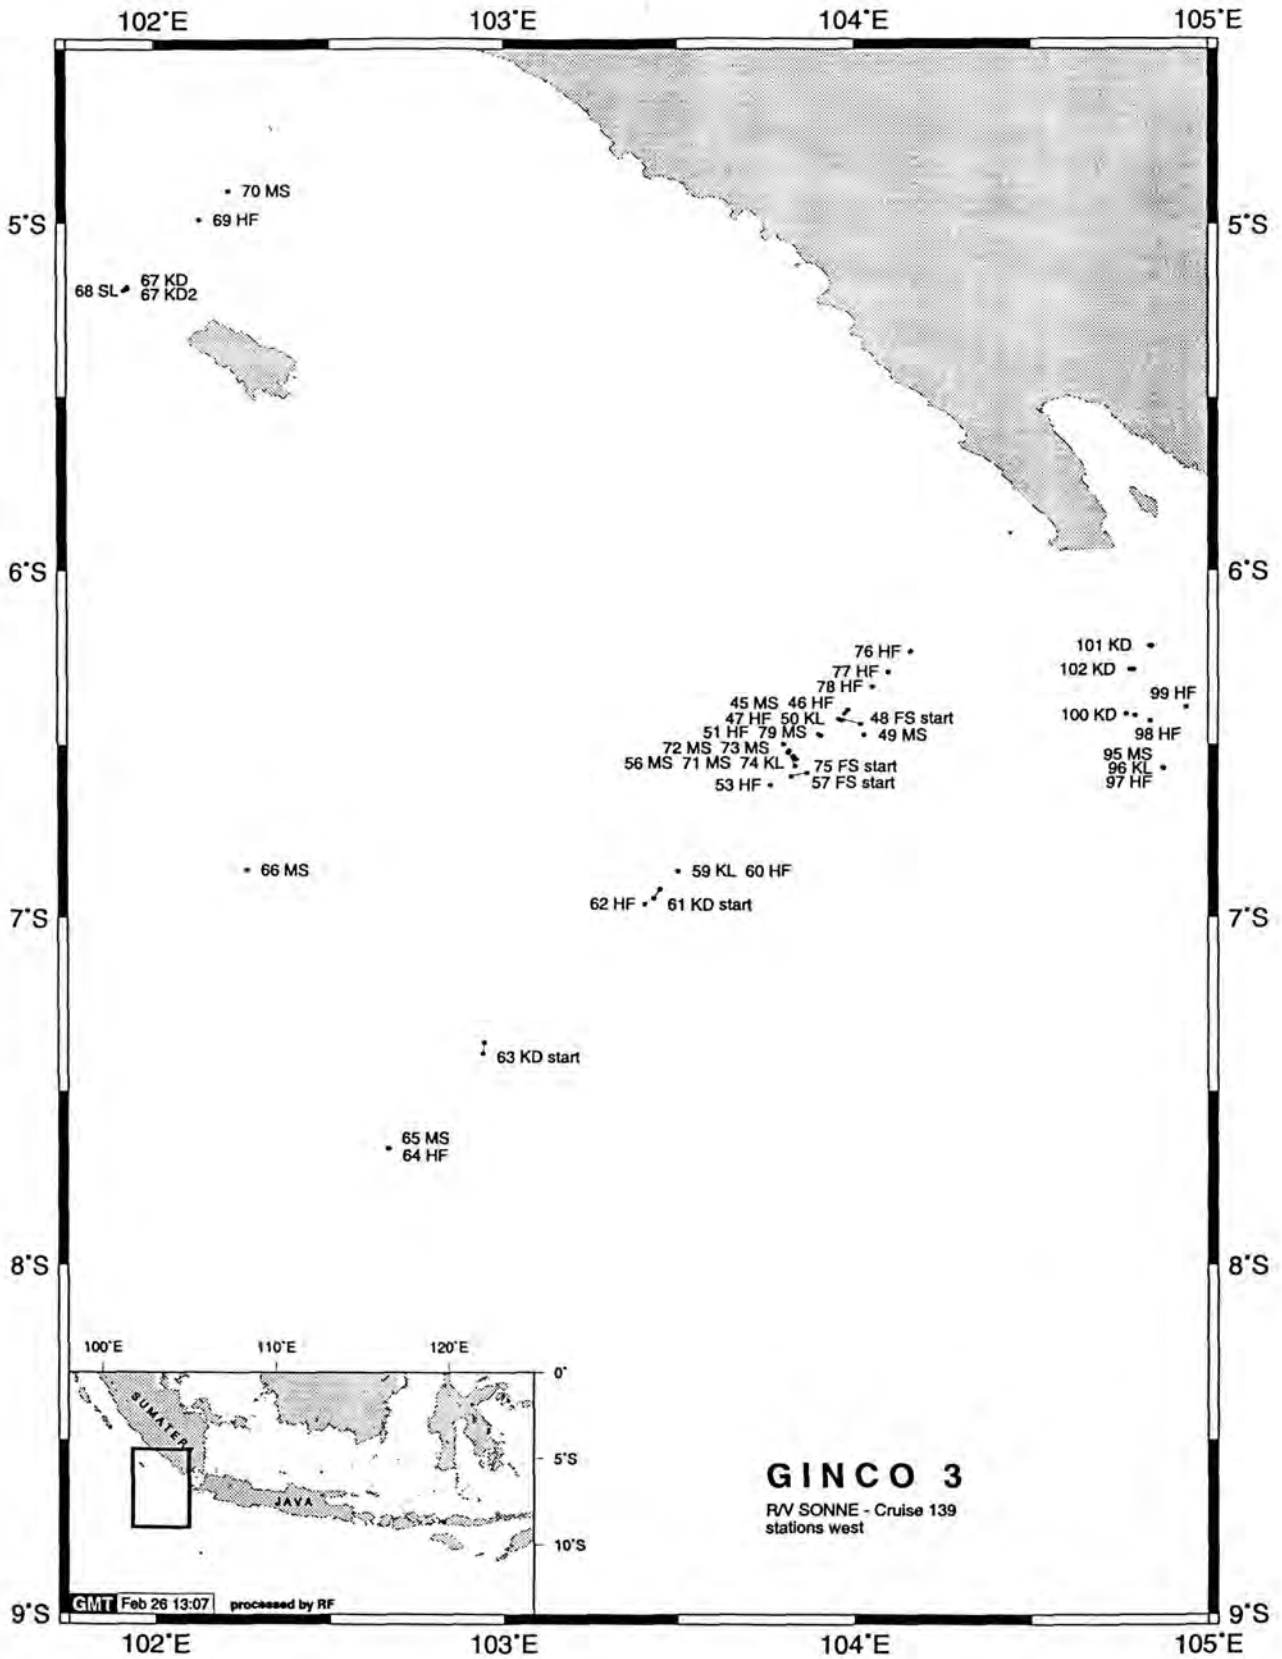 102°E 103°E 104°E 105°E
70 MS
69 HF
5°S 5°S
67 KD
68 SL 67 KD2
6°S 6°S
101 KD
76 HF
102 KD
77 HF
78 HF
99 HF
45 MS 46 HF
100 KD
47 HF 50 KL 48 FS start
98 HF
51 HF 79 MS 49 MS
72 MS 73 MS
95 MS
56 MS 71 MS 74 KL 75 FS start
96 KL
53 HF 57 FS start
97 HF
66 MS
59 KL 60 HF
62 HF 61 KD start
7°S 7°S
63 KD start
65 MS
64 HF
8°S 8°S
100°E 110°E 120°E
0°
SUMATER
5°S
JAVA
10°S
GINCO 3
R/V SONNE - Cruise 139
stations west
GMT Feb 26 13:07 processed by RF
9°S 9°S
102°E 103°E 104°E 105°E